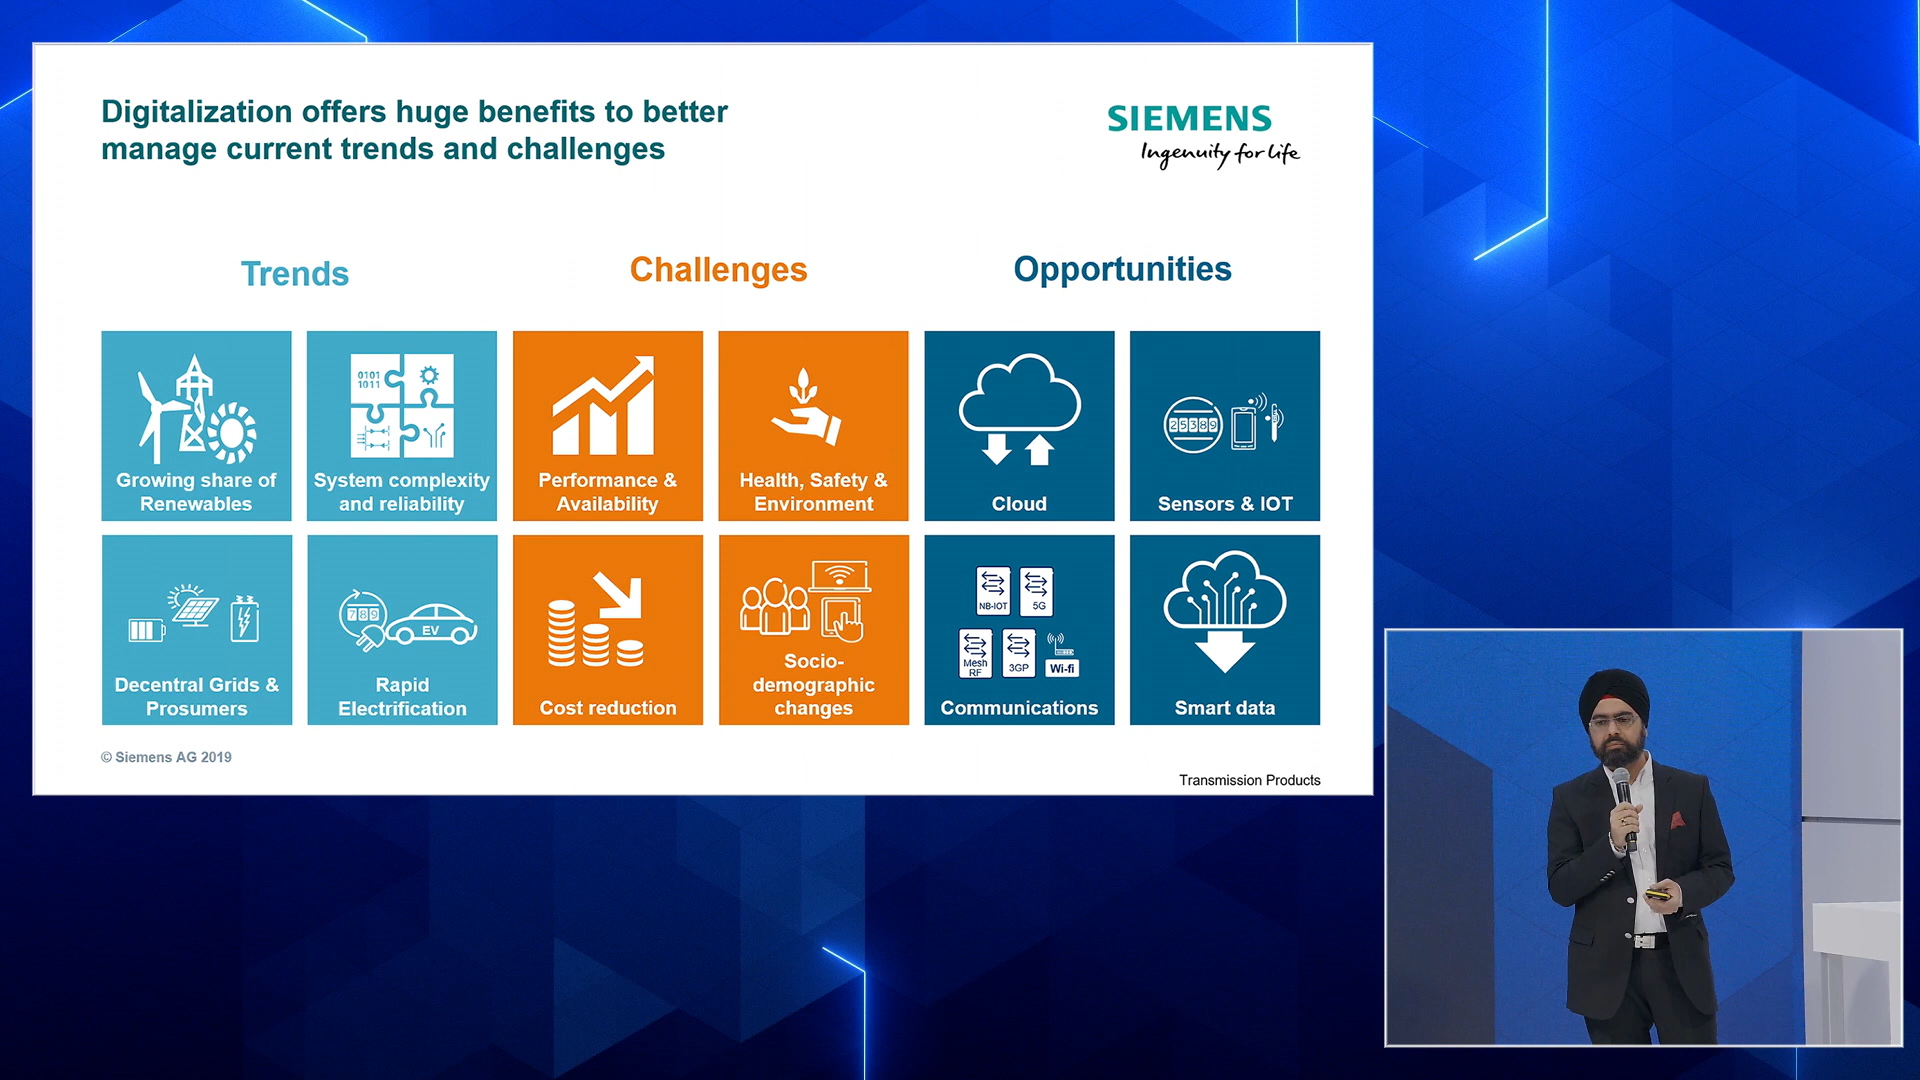 Digitalization offers huge benefits to better
manage current trends and challenges
SIEMENS
Ingenuity for life
Trends
Challenges
Opportunities
0101
1011
25389
Growing share of
Renewables
System complexity
and reliability
Performance &
Availability
Health, Safety &
Environment
Cloud
Sensors & IOT
789
EV
NB-IOT
5G
Mesh
RF
3GP
Wi-fi
Decentral Grids &
Prosumers
Rapid
Electrification
Cost reduction
Socio-
demographic
changes
Communications
Smart data
© Siemens AG 2019
Transmission Products